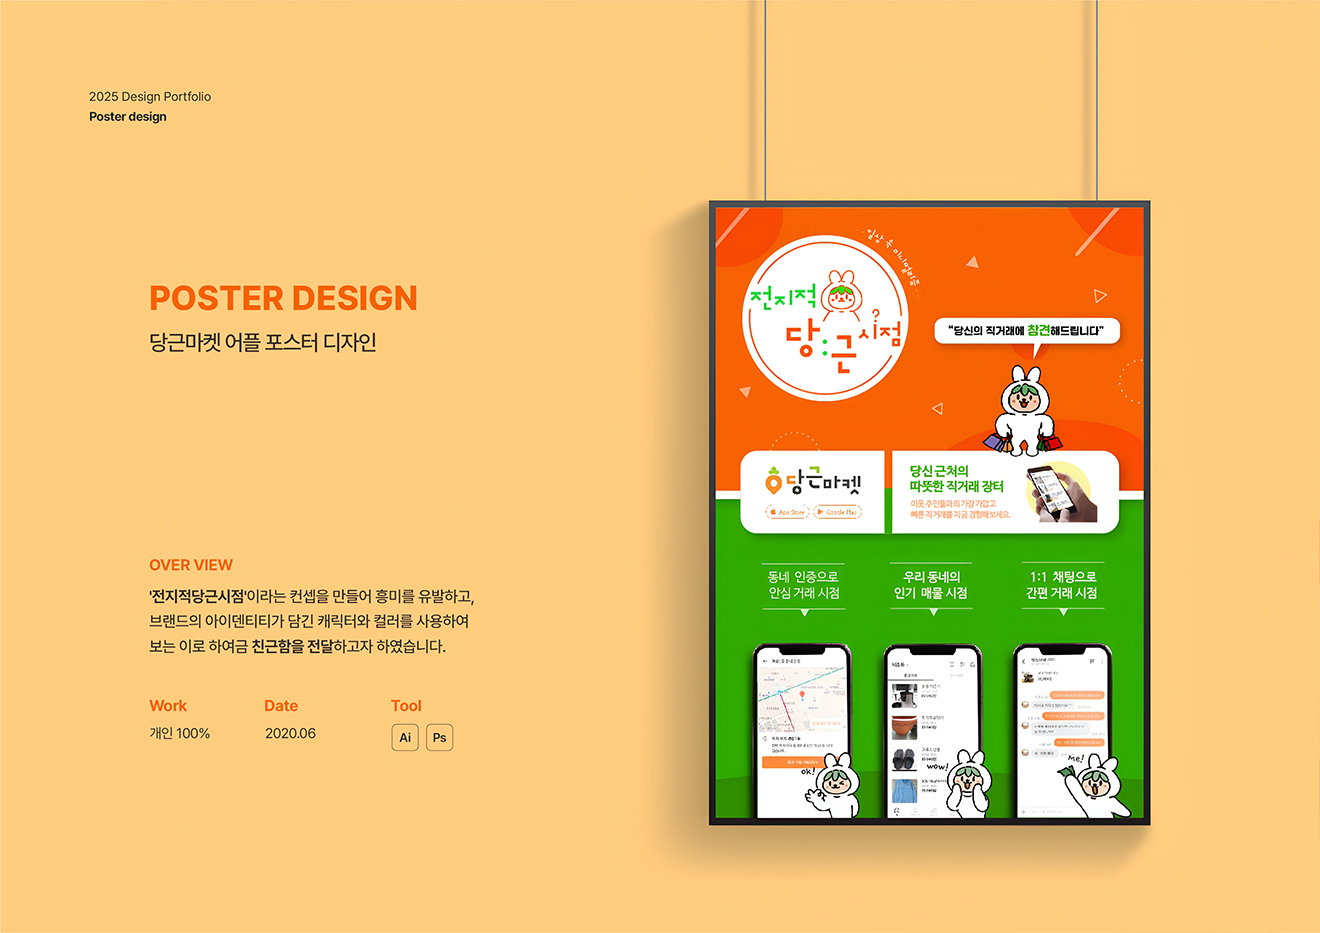 2025 Design Portfolio
Poster design
POSTER DESIGN
당근마켓 어플 포스터 디자인
OVER VIEW
'전지적당근시점'이라는 컨셉을 만들어 흥미를 유발하고,
브랜드의 아이덴티티가 담긴 캐릭터와 컬러를 사용하여
보는 이로 하여금 친근함을 전달하고자 하였습니다.
Work
Date
Tool
개인 100%
2020.06
Ai
Ps
일상 속
전지적
당:근
시점
?
"당신의 직거래에 참견해드립니다"
당근마켓
App Store
Google Play
당신 근처의
따뜻한 직거래 장터
이웃 주민들과의 가장 가깝고
빠른 직거래를 지금 경험해보세요.
동네 인증으로
안심 거래 시점
우리 동네의
인기 매물 시점
1:1 채팅으로
간편 거래 시점
ok!
wow!
Me!